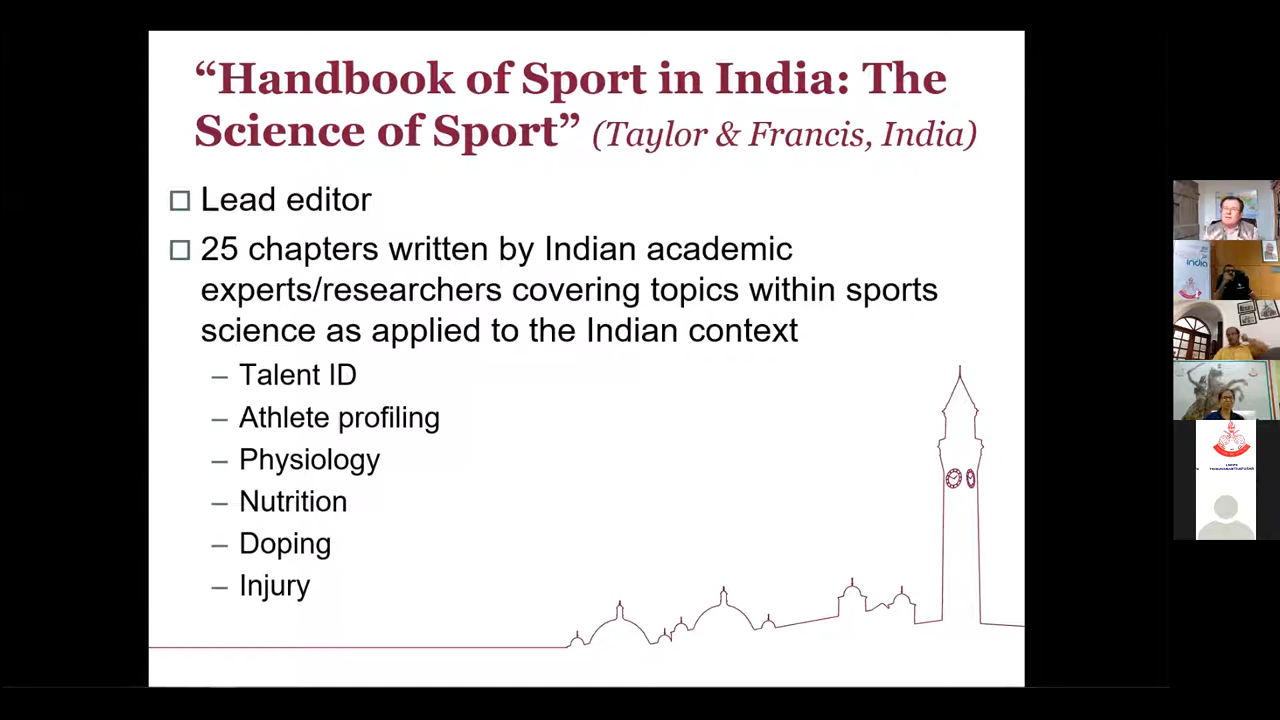 “Handbook of Sport in India: The
Science of Sport” (Taylor & Francis, India)
Lead editor
25 chapters written by Indian academic
experts/researchers covering topics within sports
science as applied to the Indian context
– Talent ID
– Athlete profiling
– Physiology
– Nutrition
– Doping
– Injury
india
LNCPE